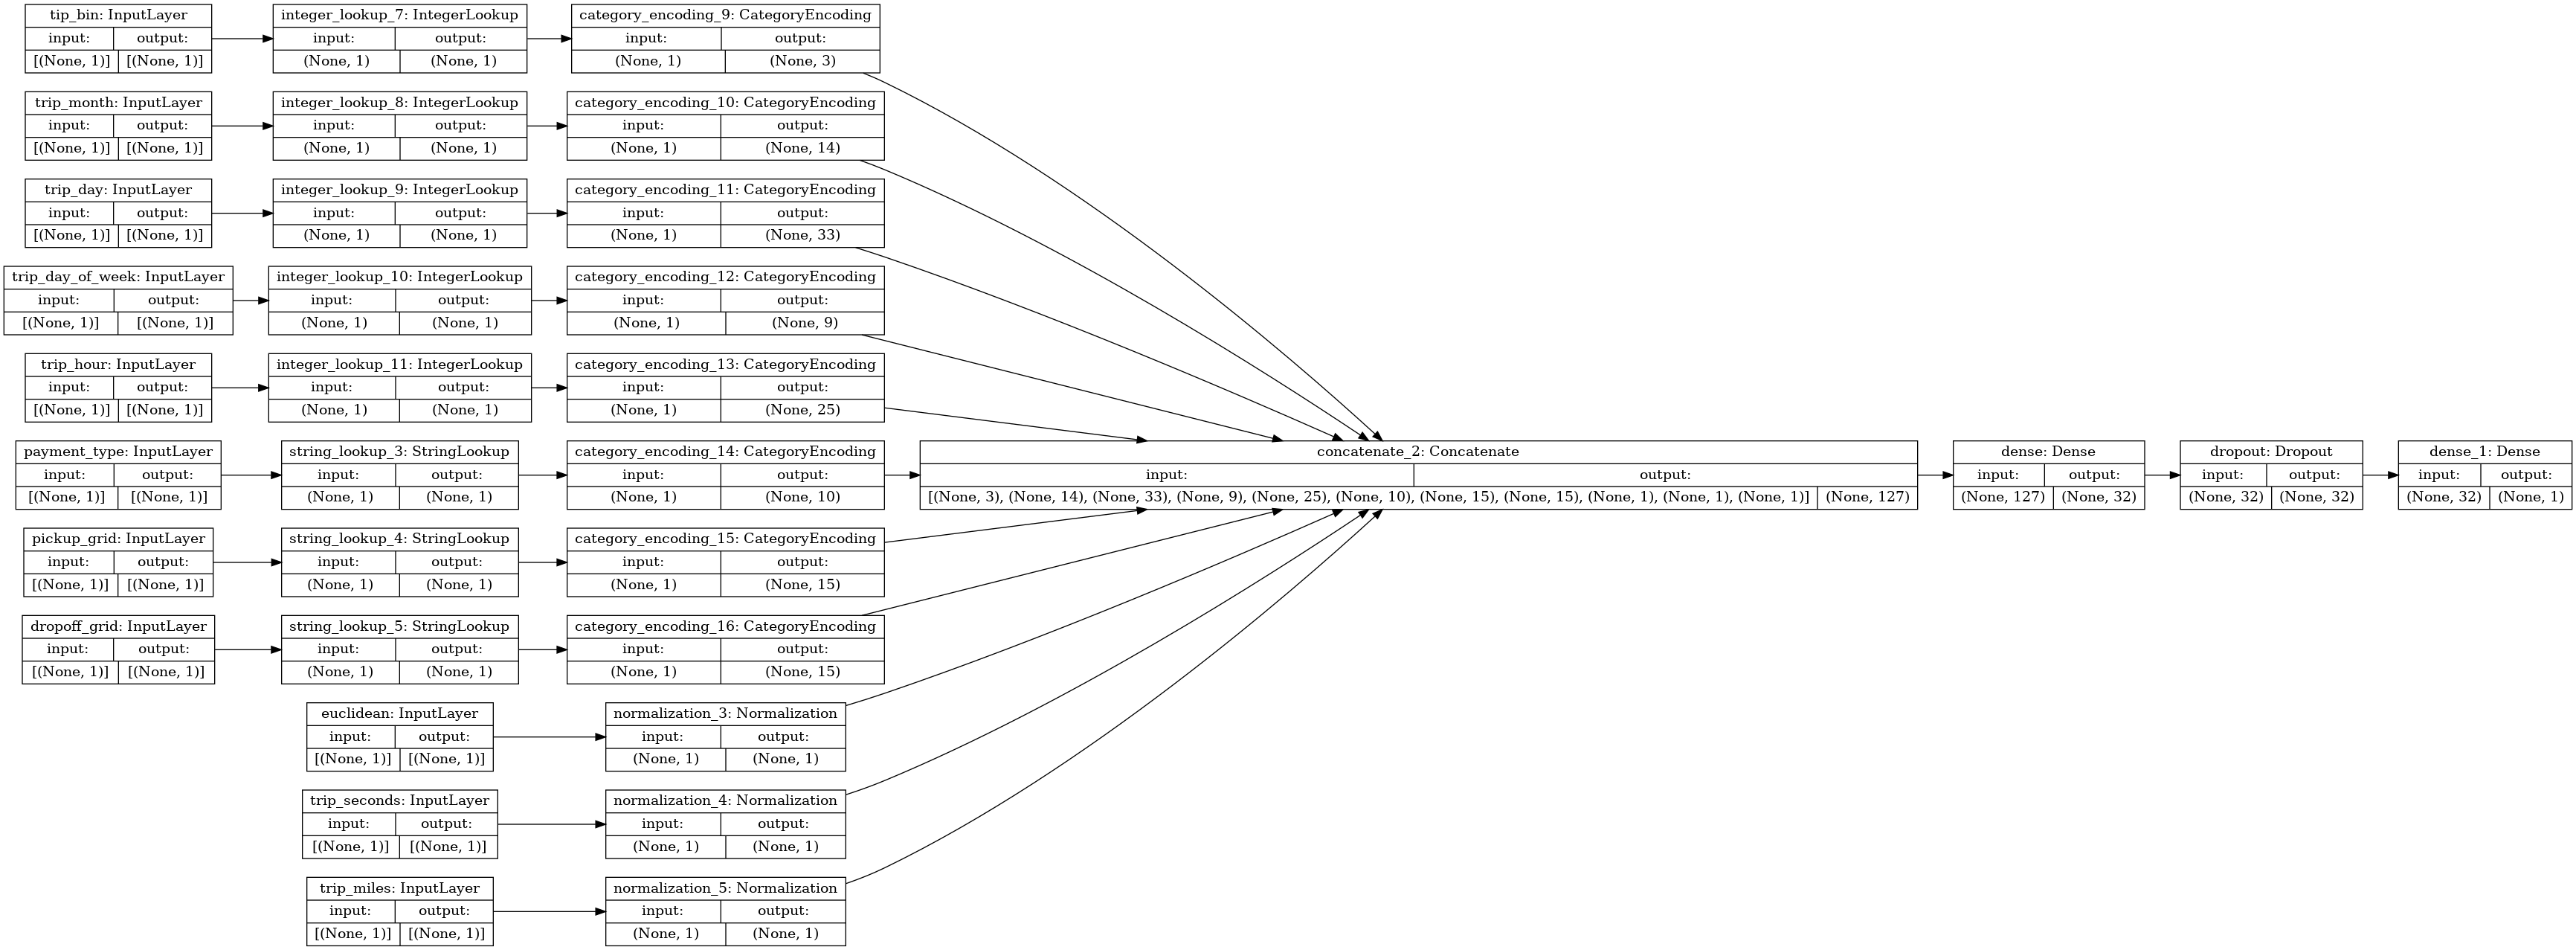 tip_bin: InputLayer
input: output:
[(None, 1)] [(None, 1)]
integer_lookup_7: IntegerLookup
input: output:
(None, 1) (None, 1)
category_encoding_9: CategoryEncoding
input: output:
(None, 1) (None, 3)
trip_month: InputLayer
input: output:
[(None, 1)] [(None, 1)]
integer_lookup_8: IntegerLookup
input: output:
(None, 1) (None, 1)
category_encoding_10: CategoryEncoding
input: output:
(None, 1) (None, 14)
trip_day: InputLayer
input: output:
[(None, 1)] [(None, 1)]
integer_lookup_9: IntegerLookup
input: output:
(None, 1) (None, 1)
category_encoding_11: CategoryEncoding
input: output:
(None, 1) (None, 33)
trip_day_of_week: InputLayer
input: output:
[(None, 1)] [(None, 1)]
integer_lookup_10: IntegerLookup
input: output:
(None, 1) (None, 1)
category_encoding_12: CategoryEncoding
input: output:
(None, 1) (None, 9)
trip_hour: InputLayer
input: output:
[(None, 1)] [(None, 1)]
integer_lookup_11: IntegerLookup
input: output:
(None, 1) (None, 1)
category_encoding_13: CategoryEncoding
input: output:
(None, 1) (None, 25)
payment_type: InputLayer
input: output:
[(None, 1)] [(None, 1)]
string_lookup_3: StringLookup
input: output:
(None, 1) (None, 1)
category_encoding_14: CategoryEncoding
input: output:
(None, 1) (None, 10)
concatenate_2: Concatenate
input: output:
[(None, 3), (None, 14), (None, 33), (None, 9), (None, 25), (None, 10), (None, 15), (None, 15), (None, 1), (None, 1), (None, 1)] (None, 127)
dense: Dense
input: output:
(None, 127) (None, 32)
dropout: Dropout
input: output:
(None, 32) (None, 32)
dense_1: Dense
input: output:
(None, 32) (None, 1)
pickup_grid: InputLayer
input: output:
[(None, 1)] [(None, 1)]
string_lookup_4: StringLookup
input: output:
(None, 1) (None, 1)
category_encoding_15: CategoryEncoding
input: output:
(None, 1) (None, 15)
dropoff_grid: InputLayer
input: output:
[(None, 1)] [(None, 1)]
string_lookup_5: StringLookup
input: output:
(None, 1) (None, 1)
category_encoding_16: CategoryEncoding
input: output:
(None, 1) (None, 15)
euclidean: InputLayer
input: output:
[(None, 1)] [(None, 1)]
normalization_3: Normalization
input: output:
(None, 1) (None, 1)
trip_seconds: InputLayer
input: output:
[(None, 1)] [(None, 1)]
normalization_4: Normalization
input: output:
(None, 1) (None, 1)
trip_miles: InputLayer
input: output:
[(None, 1)] [(None, 1)]
normalization_5: Normalization
input: output:
(None, 1) (None, 1)